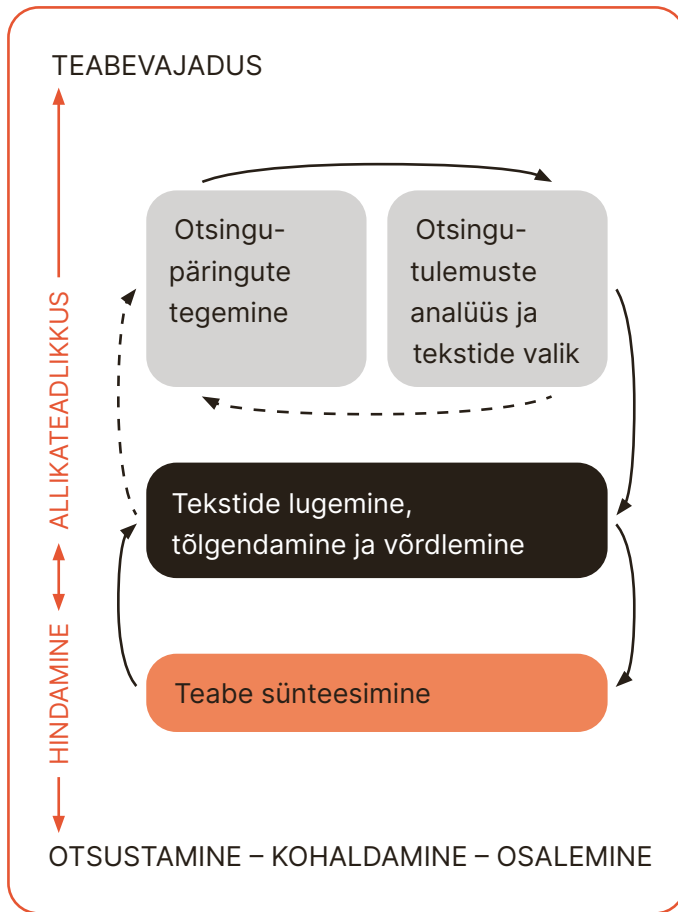 TEABEVAJADUS
Otsingu-
päringute
tegemine
Otsingu-
tulemuste
analüüs ja
tekstide valik
ALLIKATEADLIKKUS
Tekstide lugemine,
tõlgendamine ja võrdlemine
HINDAMINE
Teabe sünteesimine
OTSUSTAMINE – KOHALDAMINE – OSALEMINE